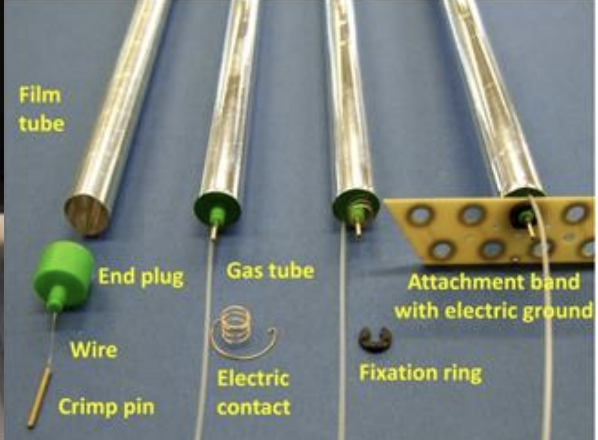 Film
tube
End plug
Gas tube
Attachment band
with electric ground
Wire
Electric
contact
Fixation ring
Crimp pin